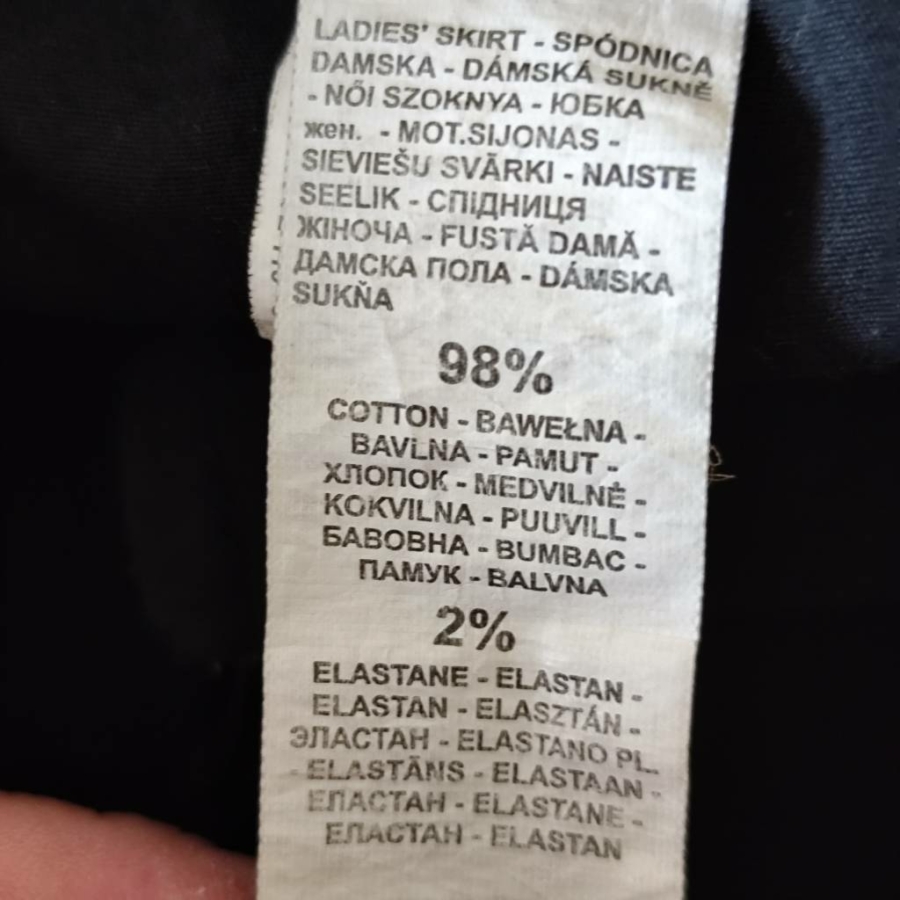 LADIES' SKIRT - SPÓDNICA
DAMSKA - DÁMSKÁ SUKNĚ
- NŐI SZOKNYA - ЮБКА
жен. - MOT.SIJONAS -
SIEVIEŠU SVĀRKI - NAISTE
SEELIK - СПІДНИЦЯ
ЖІНОЧА - FUSTĂ DAMĂ -
ДАМСКА ПОЛА - DÁMSKA
SUKŇA
98%
COTTON - BAWEŁNA -
BAVLNA - PAMUT -
ХЛОПОК - MEDVILNĖ -
KOKVILNA - PUUVILL -
БАВОВНА - BUMBAC -
ПАМУК - BALVNA
2%
ELASTANE - ELASTAN -
ELASTAN - ELASZTÁN -
ЭЛАСТАН - ELASTANO PL.
- ELASTĀNS - ELASTAAN -
ЕЛАСТАН - ELASTANE -
ЕЛАСТАН - ELASTAN